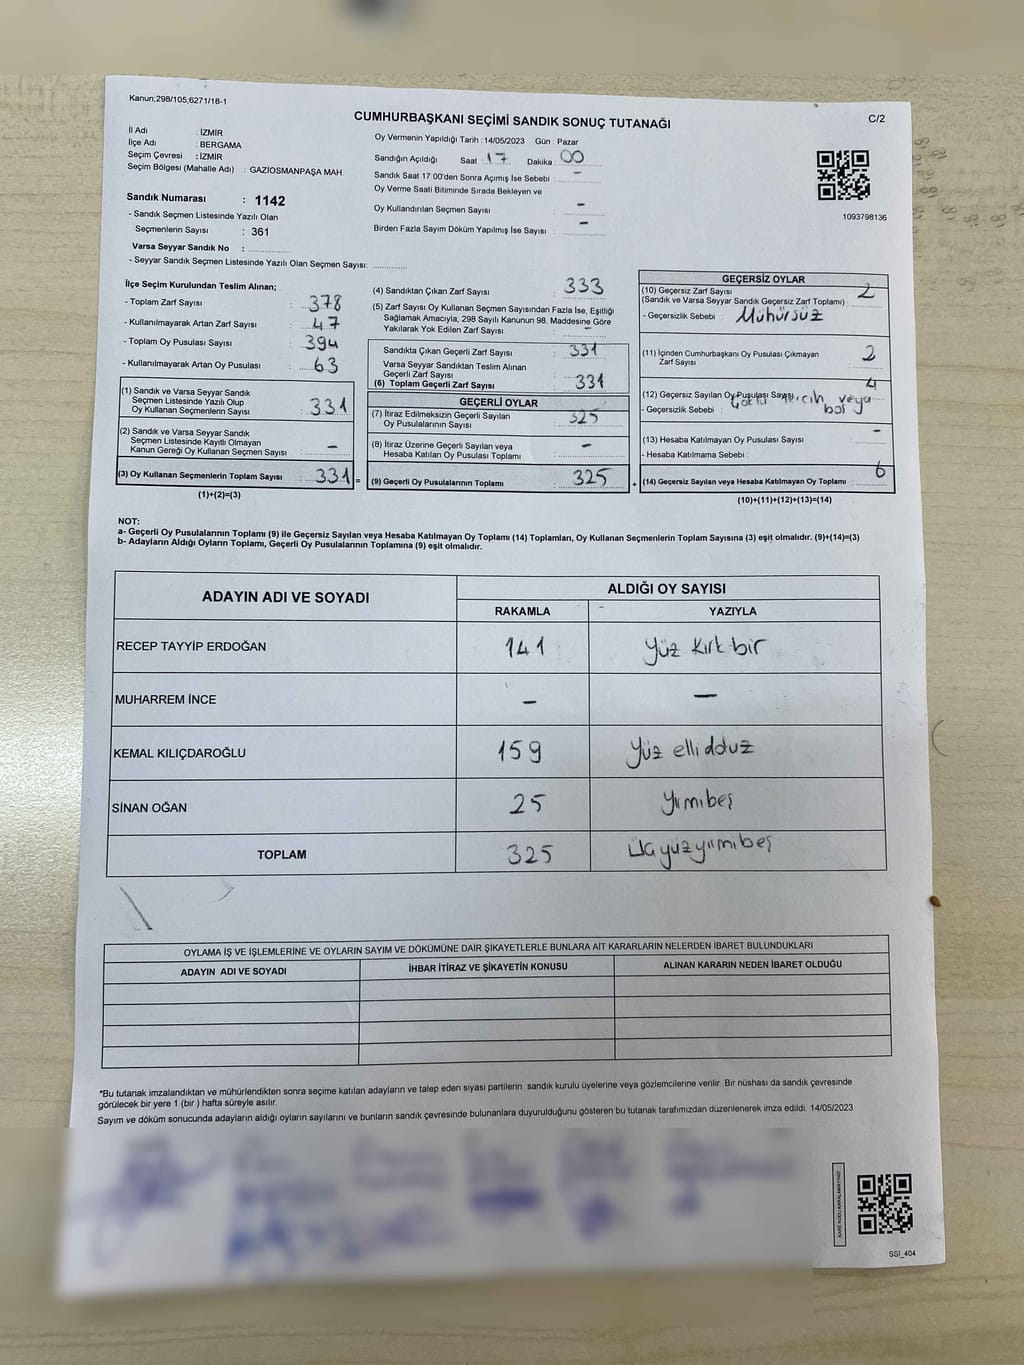 Kanun;298/105,6271/18-1
C/2
CUMHURBAŞKANI SEÇİMİ SANDIK SONUÇ TUTANAĞI
İl Adı : İZMİR
İlçe Adı : BERGAMA
Seçim Çevresi : İZMİR
Seçim Bölgesi (Mahalle Adı) : GAZİOSMANPAŞA MAH.
Sandık Numarası : 1142
- Sandık Seçmen Listesinde Yazılı Olan
Seçmenlerin Sayısı : 361
Varsa Seyyar Sandık No :
- Seyyar Sandık Seçmen Listesinde Yazılı Olan Seçmen Sayısı:
Oy Vermenin Yapıldığı Tarih : 14/05/2023 Gün : Pazar
Sandığın Açıldığı Saat : 17 Dakika : 00
Sandık Saat 17:00'den Sonra Açımış İse Sebebi : -
Oy Verme Saati Bitiminde Sırada Bekleyen ve
Oy Kullandırılan Seçmen Sayısı : -
Birden Fazla Sayım Döküm Yapılmış İse Sayısı : -
1093798136
İlçe Seçim Kurulundan Teslim Alınan;
- Toplam Zarf Sayısı : 378
- Kullanılmayarak Artan Zarf Sayısı : 47
- Toplam Oy Pusulası Sayısı : 394
- Kullanılmayarak Artan Oy Pusulası : 63
(1) Sandık ve Varsa Seyyar Sandık
Seçmen Listesinde Yazılı Olup
Oy Kullanan Seçmenlerin Sayısı : 331
(2) Sandık ve Varsa Seyyar Sandık
Seçmen Listesinde Kayıtlı Olmayan
Kanun Gereği Oy Kullanan Seçmen Sayısı : -
(3) Oy Kullanan Seçmenlerin Toplam Sayısı : 331 =
(1)+(2)=(3)
(4) Sandıktan Çıkan Zarf Sayısı : 333
(5) Zarf Sayısı Oy Kullanan Seçmen Sayısından Fazla İse, Eşitliği
Sağlamak Amacıyla, 298 Sayılı Kanunun 98. Maddesine Göre
Yakılarak Yok Edilen Zarf Sayısı : -
Sandıkta Çıkan Geçerli Zarf Sayısı : 331
Varsa Seyyar Sandıktan Teslim Alınan
Geçerli Zarf Sayısı :
(6) Toplam Geçerli Zarf Sayısı : 331
GEÇERLİ OYLAR
(7) İtiraz Edilmeksizin Geçerli Sayılan
Oy Pusulalarının Sayısı : 325
(8) İtiraz Üzerine Geçerli Sayılan veya
Hesaba Katılan Oy Pusulası Toplamı : -
(9) Geçerli Oy Pusulalarının Toplamı : 325 +
GEÇERSİZ OYLAR
(10) Geçersiz Zarf Sayısı
(Sandık ve Varsa Seyyar Sandık Geçersiz Zarf Toplamı) : 2
- Geçersizlik Sebebi : Mühürsüz
(11) İçinden Cumhurbaşkanı Oy Pusulası Çıkmayan
Zarf Sayısı : 2
(12) Geçersiz Sayılan Oy Pusulası Sayısı 4
- Geçersizlik Sebebi : tercih veya
boş
(13) Hesaba Katılmayan Oy Pusulası Sayısı : -
- Hesaba Katılmama Sebebi :
(14) Geçersiz Sayılan veya Hesaba Katılmayan Oy Toplamı : 6
(10)+(11)+(12)+(13)=(14)
NOT:
a- Geçerli Oy Pusulalarının Toplamı (9) ile Geçersiz Sayılan veya Hesaba Katılmayan Oy Toplamı (14) Toplamları, Oy Kullanan Seçmenlerin Toplam Sayısına (3) eşit olmalıdır. (9)+(14)=(3)
b- Adayların Aldığı Oyların Toplamı, Geçerli Oy Pusulalarının Toplamına (9) eşit olmalıdır.
ADAYIN ADI VE SOYADI
ALDIĞI OY SAYISI
RAKAMLA YAZIYLA
RECEP TAYYİP ERDOĞAN 141 Yüz Kırk bir
MUHARREM İNCE - -
KEMAL KILIÇDAROĞLU 159 Yüz elli dduz
SİNAN OĞAN 25 Yirmibeş
TOPLAM 325 Üçyüzyirmibeş
OYLAMA İŞ VE İŞLEMLERİNE VE OYLARIN SAYIM VE DÖKÜMÜNE DAİR ŞİKAYETLERLE BUNLARA AİT KARARLARIN NELERDEN İBARET BULUNDUKLARI
ADAYIN ADI VE SOYADI İHBAR İTİRAZ VE ŞİKAYETİN KONUSU ALINAN KARARIN NEDEN İBARET OLDUĞU
*Bu tutanak imzalandıktan ve mühürlendikten sonra seçime katılan adayların ve talep eden siyasi partilerin sandık kurulu üyelerine veya gözlemcilerine verilir. Bir nüshası da sandık çevresinde
görülecek bir yere 1 (bir) hafta süreyle asılır.
Sayım ve döküm sonucunda adayların aldığı oyların sayılarını ve bunların sandık çevresinde bulunanlara duyurulduğunu gösteren bu tutanak tarafımızdan düzenlenerek imza edildi. 14/05/2023
SSI_404